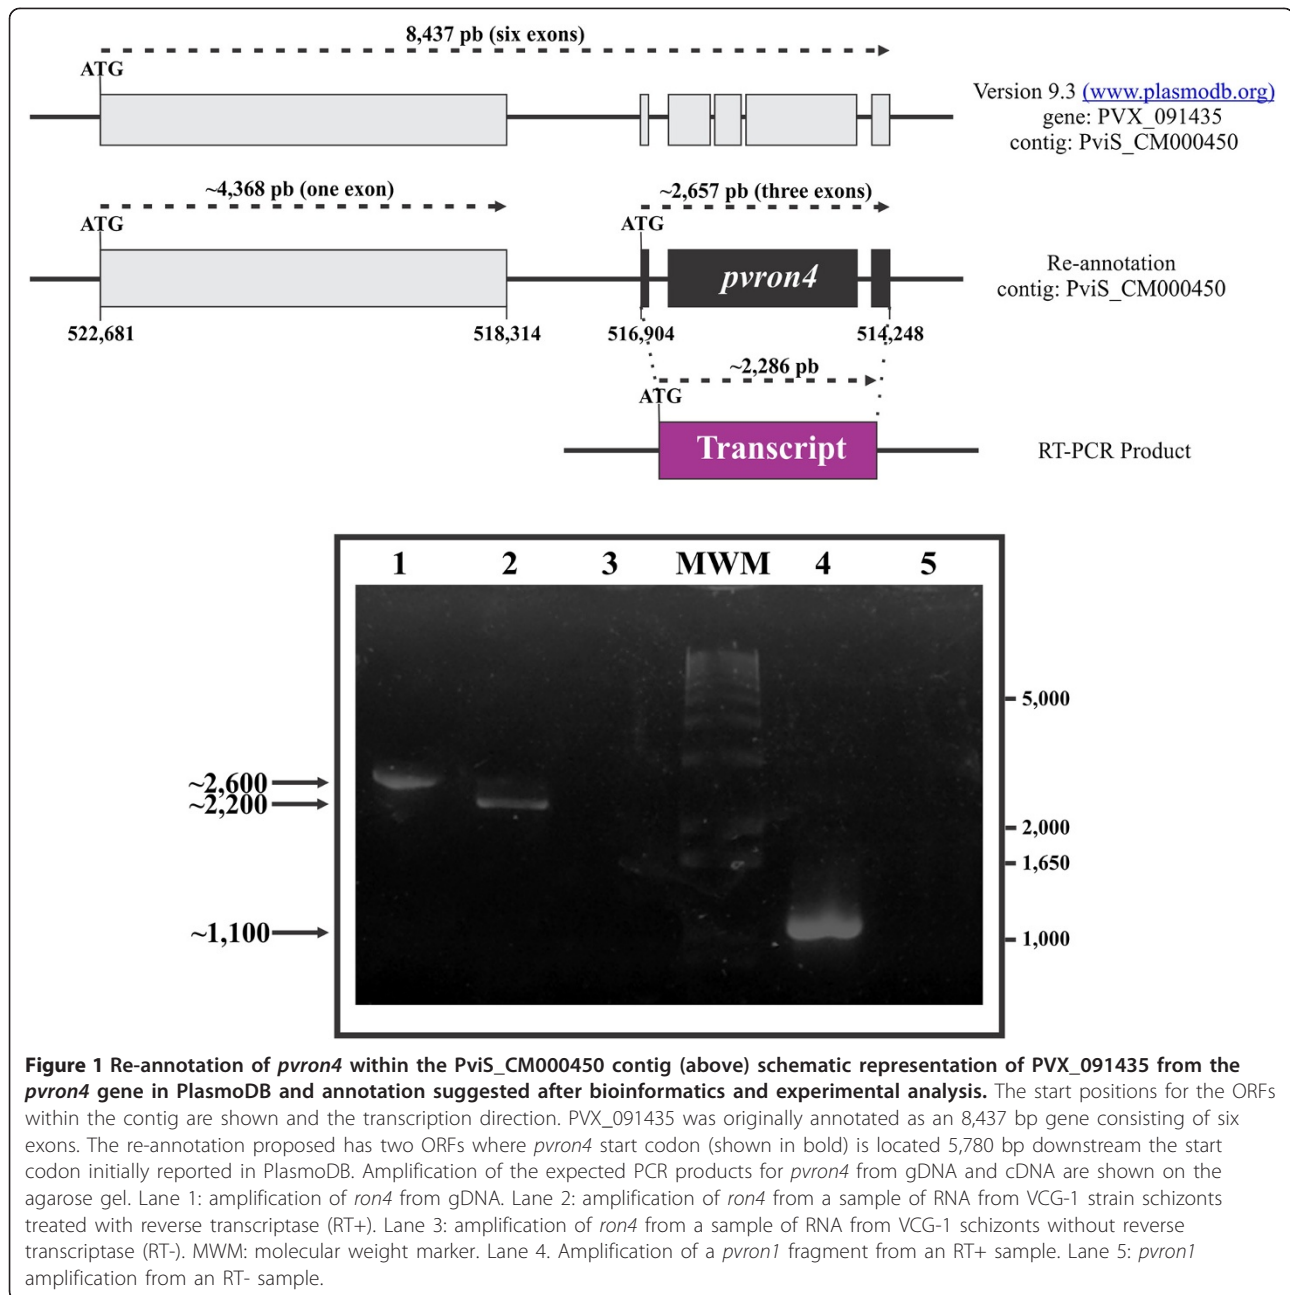 8,437 pb (six exons)
ATG
Version 9.3 (www.plasmodb.org)
gene: PVX_091435
contig: PviS_CM000450
~4,368 pb (one exon)
~2,657 pb (three exons)
ATG
ATG
pvron4
Re-annotation
contig: PviS_CM000450
522,681
518,314
516,904
514,248
~2,286 pb
ATG
Transcript
RT-PCR Product
1 2 3 MWM 4 5
~2,600
~2,200
~1,100
5,000
2,000
1,650
1,000
Figure 1 Re-annotation of pvron4 within the PviS_CM000450 contig (above) schematic representation of PVX_091435 from the
pvron4 gene in PlasmoDB and annotation suggested after bioinformatics and experimental analysis. The start positions for the ORFs
within the contig are shown and the transcription direction. PVX_091435 was originally annotated as an 8,437 bp gene consisting of six
exons. The re-annotation proposed has two ORFs where pvron4 start codon (shown in bold) is located 5,780 bp downstream the start
codon initially reported in PlasmoDB. Amplification of the expected PCR products for pvron4 from gDNA and cDNA are shown on the
agarose gel. Lane 1: amplification of ron4 from gDNA. Lane 2: amplification of ron4 from a sample of RNA from VCG-1 strain schizonts
treated with reverse transcriptase (RT+). Lane 3: amplification of ron4 from a sample of RNA from VCG-1 schizonts without reverse
transcriptase (RT-). MWM: molecular weight marker. Lane 4. Amplification of a pvron1 fragment from an RT+ sample. Lane 5: pvron1
amplification from an RT- sample.